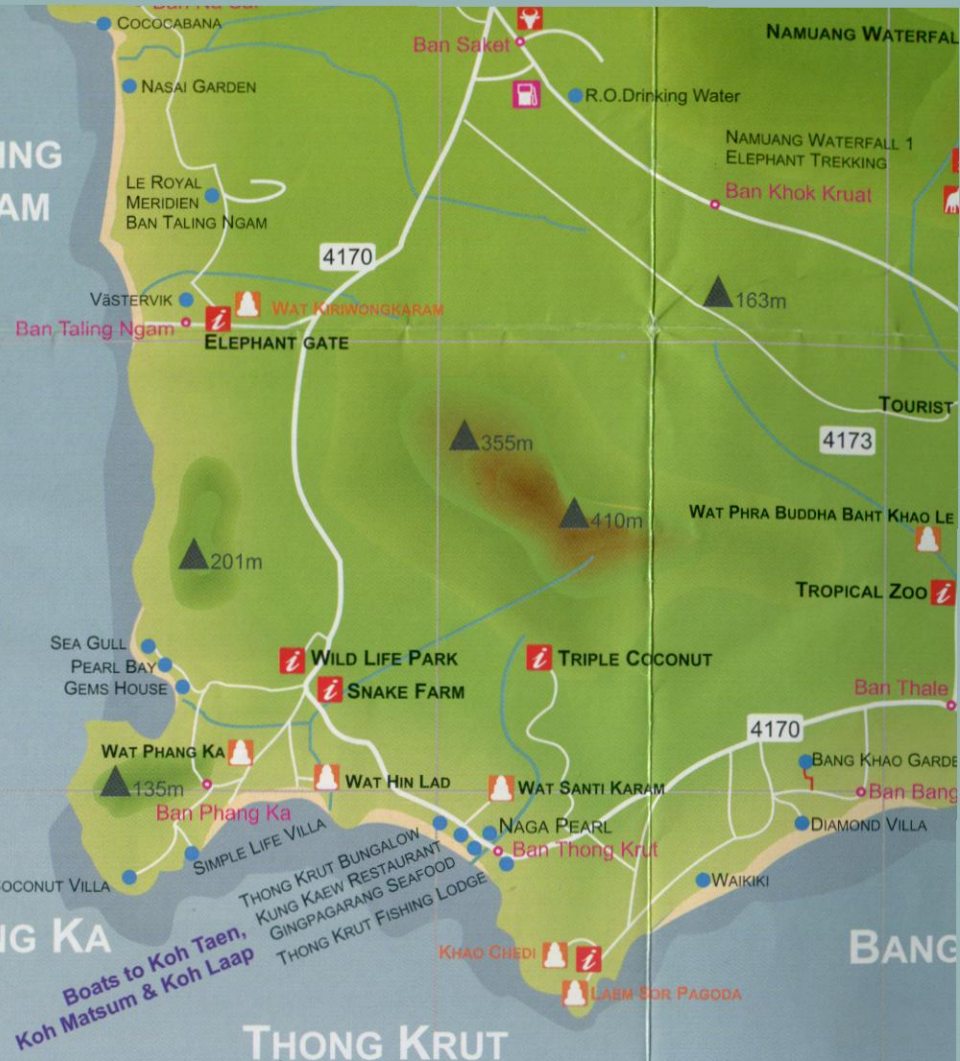 COCOCABANA
Ban Saket
NAMUANG WATERFAL
NASAI GARDEN
R.O.Drinking Water
ING
AM
NAMUANG WATERFALL 1
ELEPHANT TREKKING
LE ROYAL
MERIDIEN
BAN TALING NGAM
Ban Khok Kruat
4170
163m
VÄSTERVIK
WAT KIRIWONGKARAM
Ban Taling Ngam
ELEPHANT GATE
TOURIST
355m
4173
410m
WAT PHRA BUDDHA BAHT KHAO LE
201m
TROPICAL ZOO
SEA GULL
PEARL BAY
GEMS HOUSE
WILD LIFE PARK
SNAKE FARM
TRIPLE COCONUT
Ban Thale
4170
WAT PHANG KA
135m
WAT HIN LAD
WAT SANTI KARAM
BANG KHAO GARDE
Ban Phang Ka
Ban Bang
SIMPLE LIFE VILLA
NAGA PEARL
Ban Thong Krut
DIAMOND VILLA
OCONUT VILLA
THONG KRUT BUNGALOW
KUNG KAEW RESTAURANT
GINGPAGARANG SEAFOOD
THONG KRUT FISHING LODGE
WAIKIKI
NG KA
Boats to Koh Taen,
Koh Matsum & Koh Laap
KHAO CHEDI
LAEM SOR PAGODA
BANG
THONG KRUT